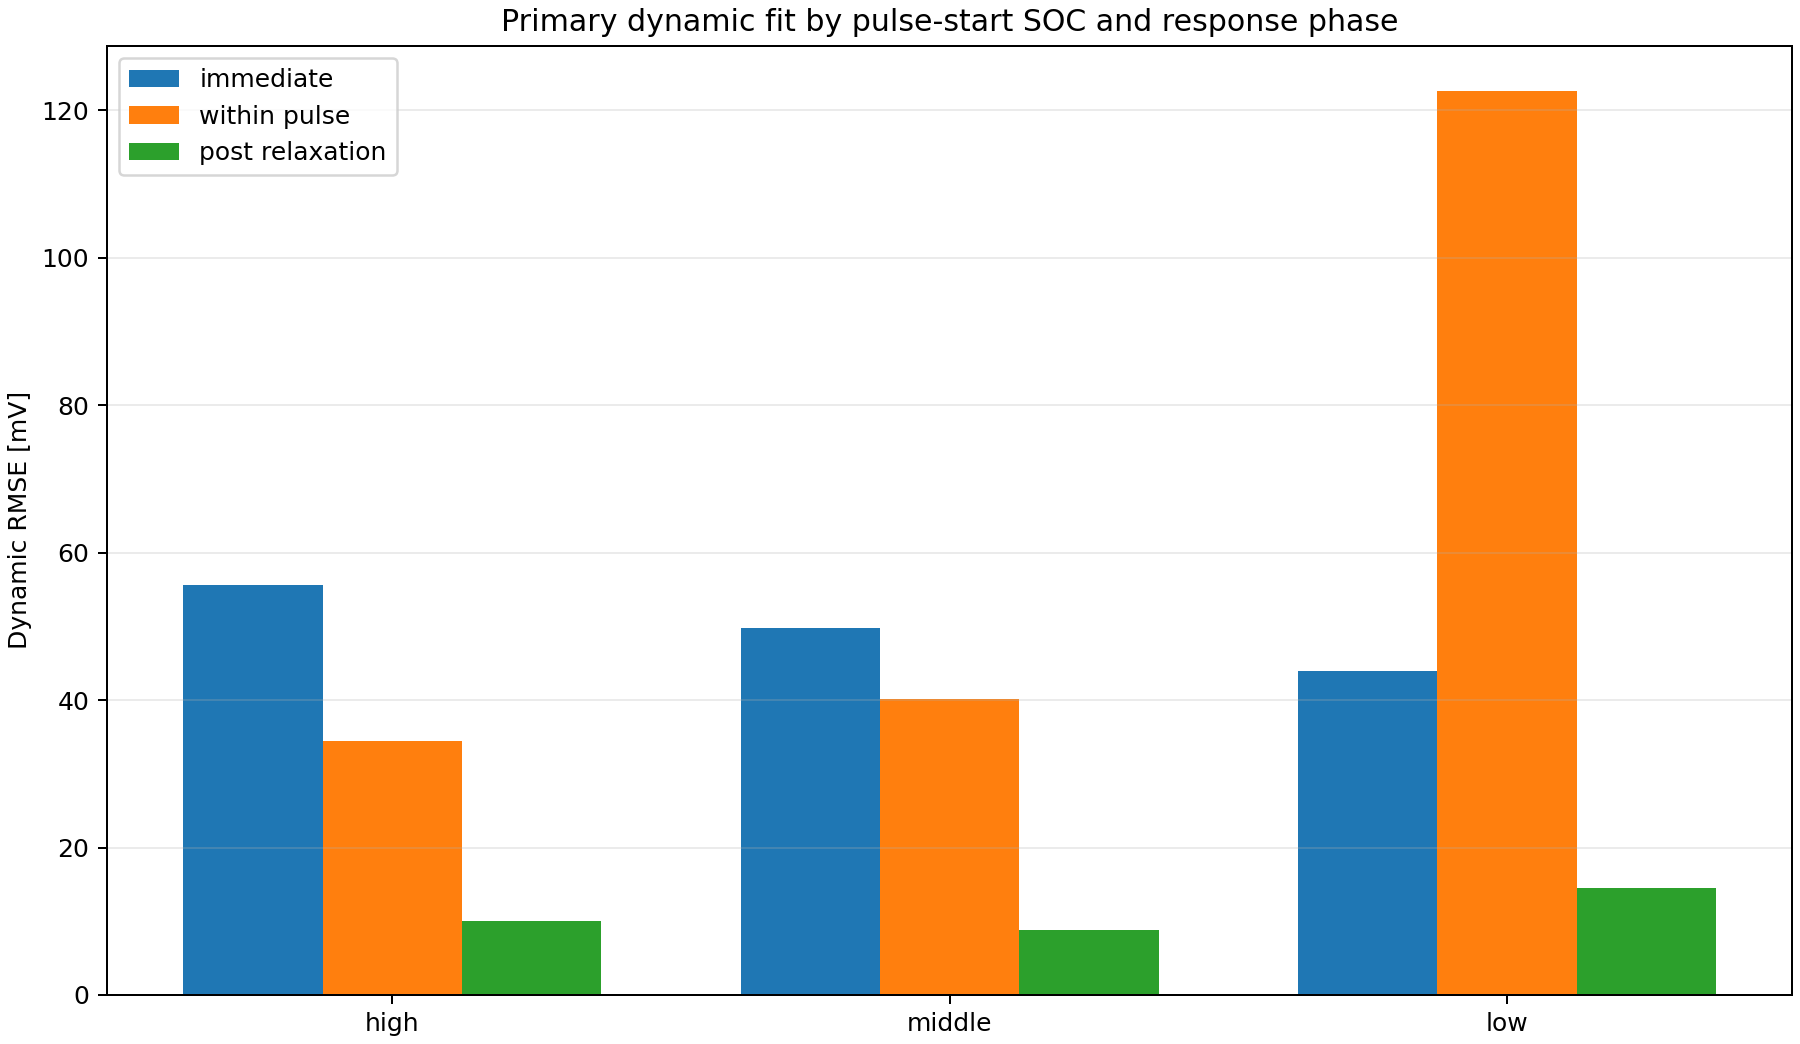 Primary dynamic fit by pulse-start SOC and response phase
immediate
within pulse
post relaxation
Dynamic RMSE [mV]
120
100
80
60
40
20
0
high
middle
low